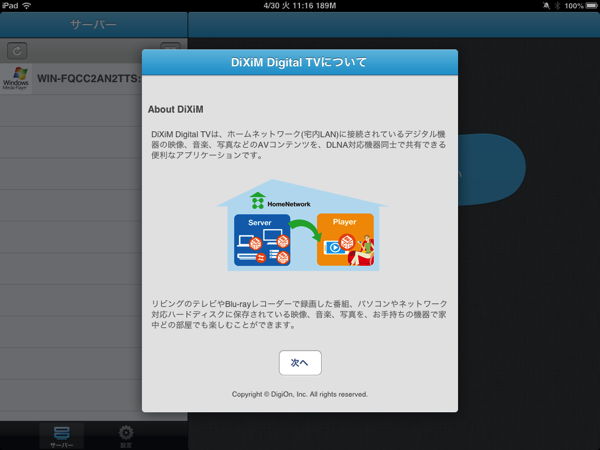 iPad 4/30 火 11:16 189M 100%
サーバー
Windows
Media Player
WIN-FQCC2AN2TTS:
DiXiM Digital TVについて
About DiXiM
DiXiM Digital TVは、ホームネットワーク(宅内LAN)に接続されているデジタル機
器の映像、音楽、写真などのAVコンテンツを、DLNA対応機器同士で共有できる
便利なアプリケーションです。
HomeNetwork
Server
Player
リビングのテレビやBlu-rayレコーダーで録画した番組、パソコンやネットワーク
対応ハードディスクに保存されている映像、音楽、写真を、お手持ちの機器で家
中どの部屋でも楽しむことができます。
次へ
Copyright © DigiOn, Inc. All rights reserved.
サーバー
設定